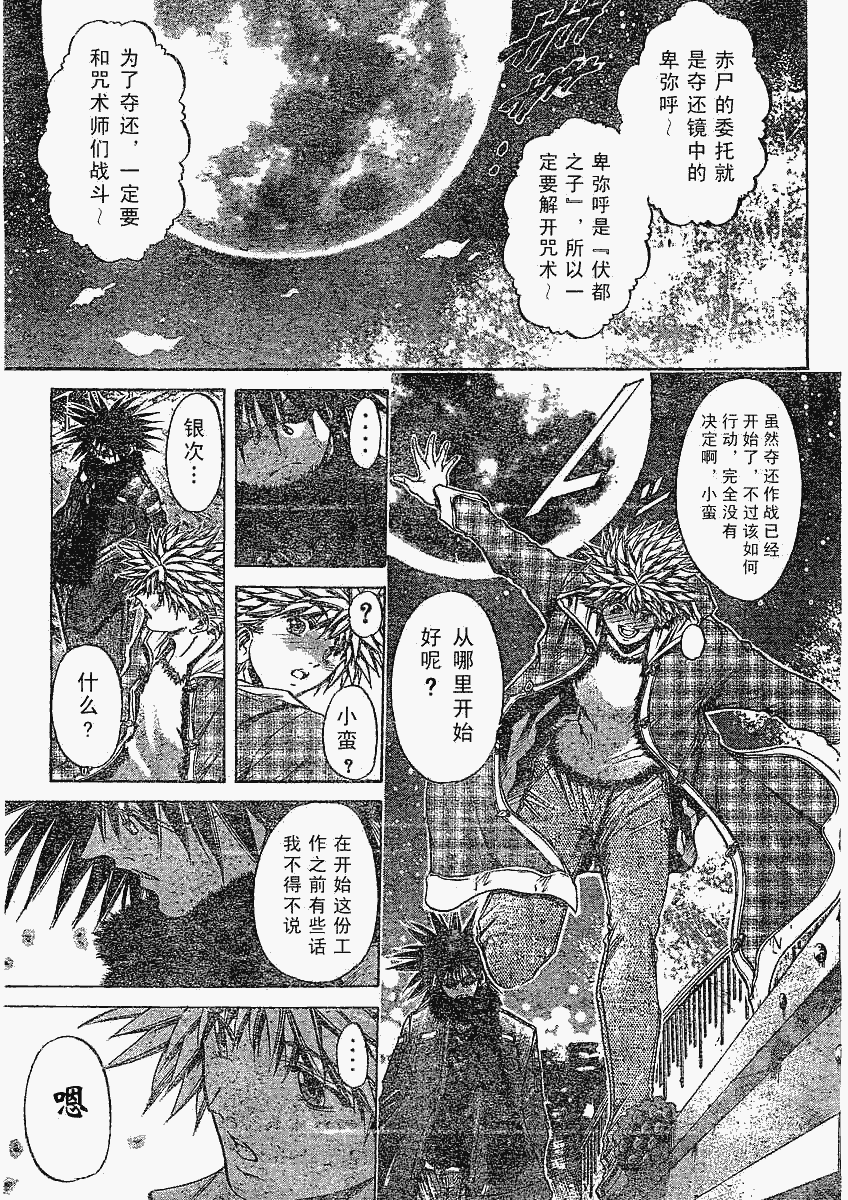 赤尸的委托就
是夺还镜中的
卑弥呼~
卑弥呼是『伏都
之子』，所以一
定要解开咒术~
为了夺还，一定要
和咒术师们战斗~
虽然夺还作战已经
开始了，不过该如何
行动，完全没有
决定啊，小蛮
从哪里开始
好呢？
····
？
小蛮？
银次…
什么？
在开始这份工
作之前有些话
我不得不说
····
嗯